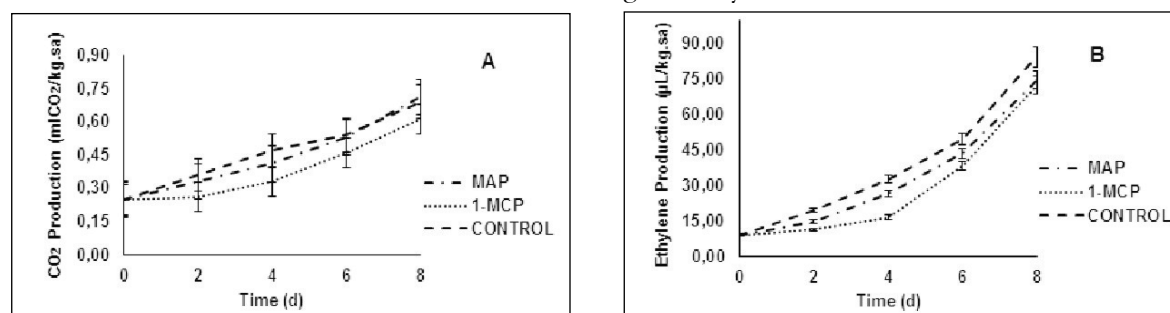 A
CO₂ Production (mlCO₂/kg.sa)
0,90
0,75
0,60
0,45
0,30
0,15
0,00
0 2 4 6 8
Time (d)
MAP
1-MCP
CONTROL
B
Ethylene Production (µL/kg.sa)
90,00
75,00
60,00
45,00
30,00
15,00
0,00
0 2 4 6 8
Time (d)
MAP
1-MCP
CONTROL